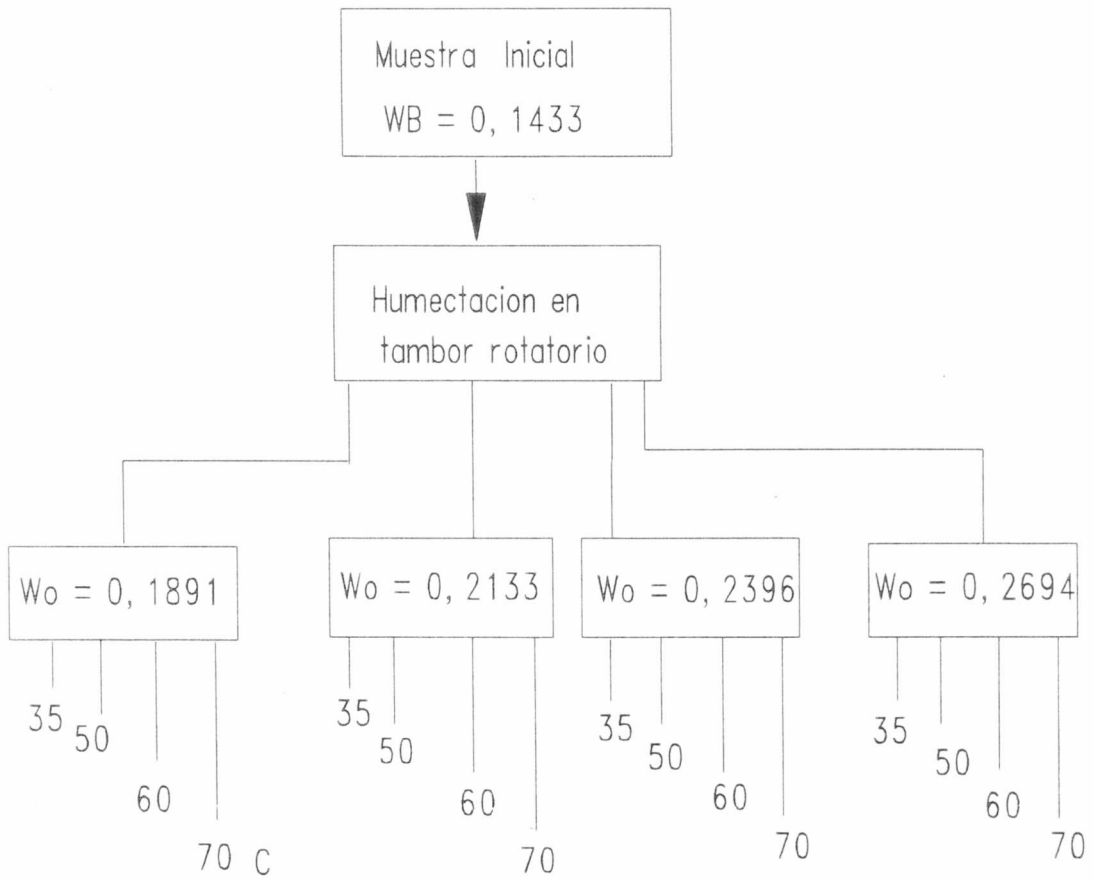 Muestra Inicial
WB = 0, 1433
Humectacion en
tambor rotatorio
Wo = 0, 1891
Wo = 0, 2133
Wo = 0, 2396
Wo = 0, 2694
35
50
60
70 C
35
50
60
70
35
50
60
70
35
50
60
70